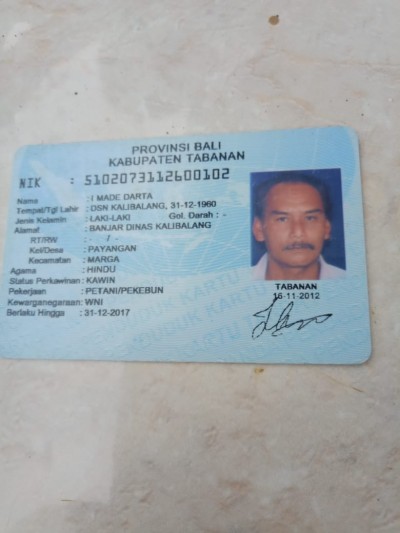 PROVINSI BALI
KABUPATEN TABANAN
NIK : 5102073112600102
Nama : I MADE DARTA
Tempat/Tgl Lahir : DSN KALIBALANG, 31-12-1960
Jenis Kelamin : LAKI-LAKI Gol. Darah : -
Alamat : BANJAR DINAS KALIBALANG
RT/RW : - / -
Kel/Desa : PAYANGAN
Kecamatan : MARGA
Agama : HINDU
Status Perkawinan : KAWIN
Pekerjaan : PETANI/PEKEBUN
Kewarganegaraan: WNI
Berlaku Hingga : 31-12-2017
TABANAN
16-11-2012